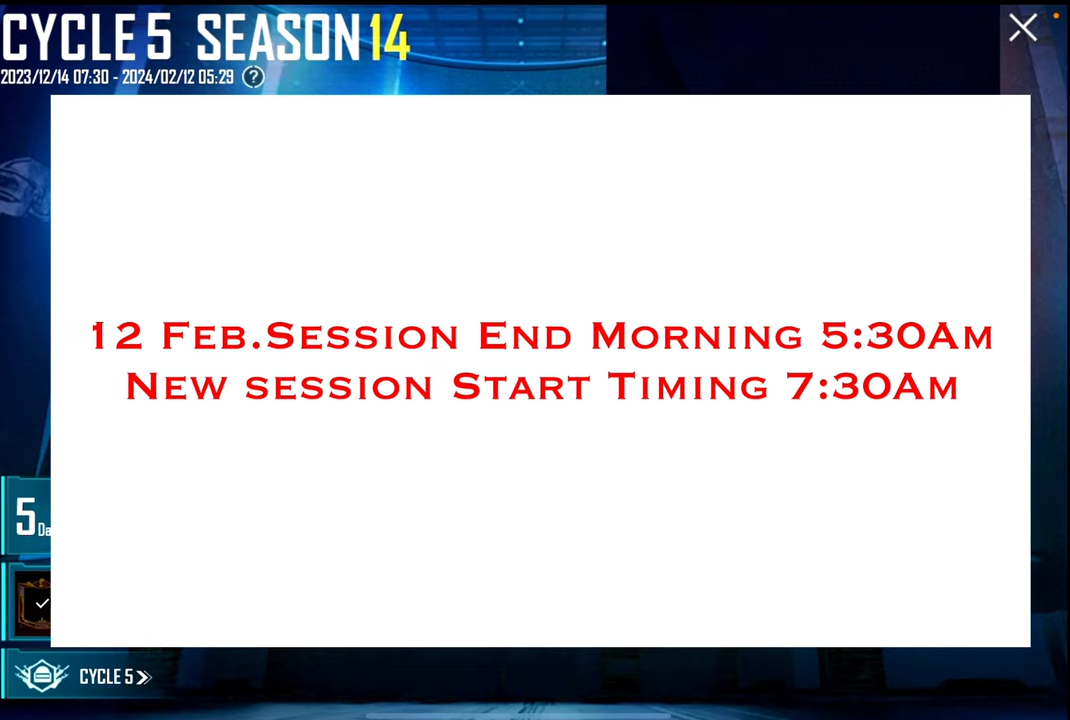 CYCLE 5 SEASON 14
2023/12/14 07:30 - 2024/02/12 05:29 ?
12 Feb.Session End Morning 5:30Am
New session Start Timing 7:30Am
5
CYCLE 5